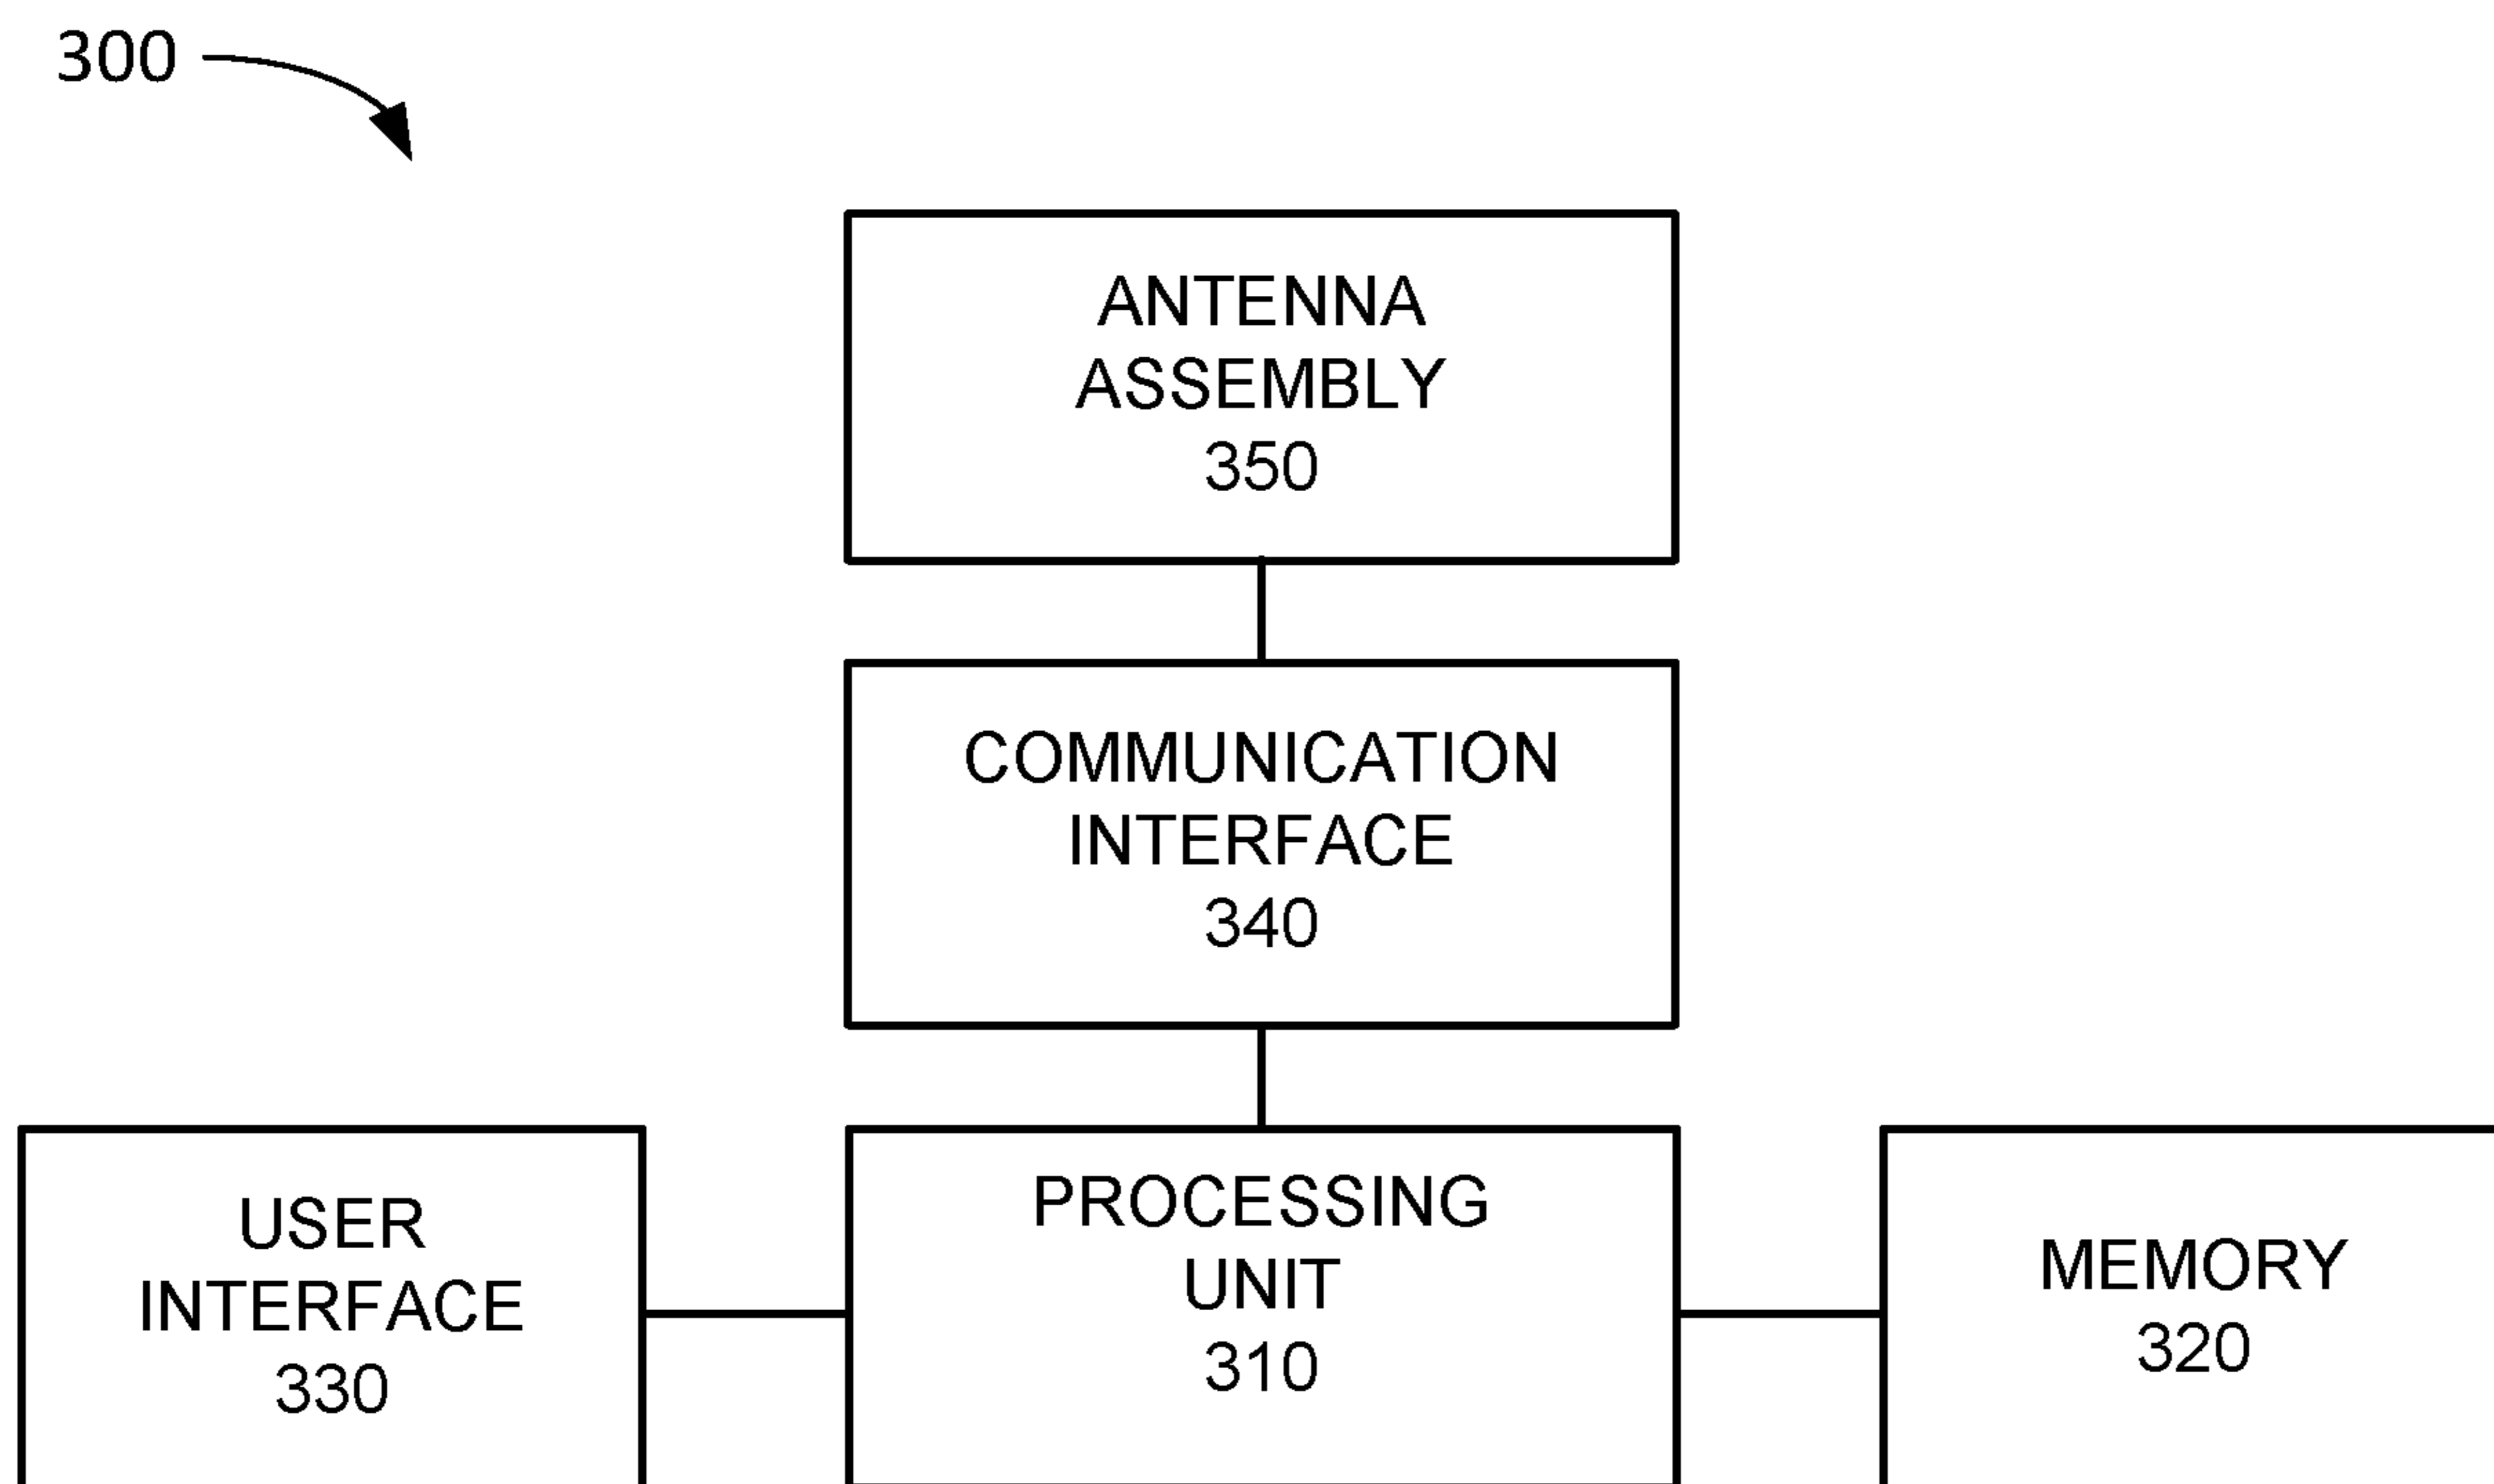 300
ANTENNA
ASSEMBLY
350
COMMUNICATION
INTERFACE
340
USER
INTERFACE
330
PROCESSING
UNIT
310
MEMORY
320